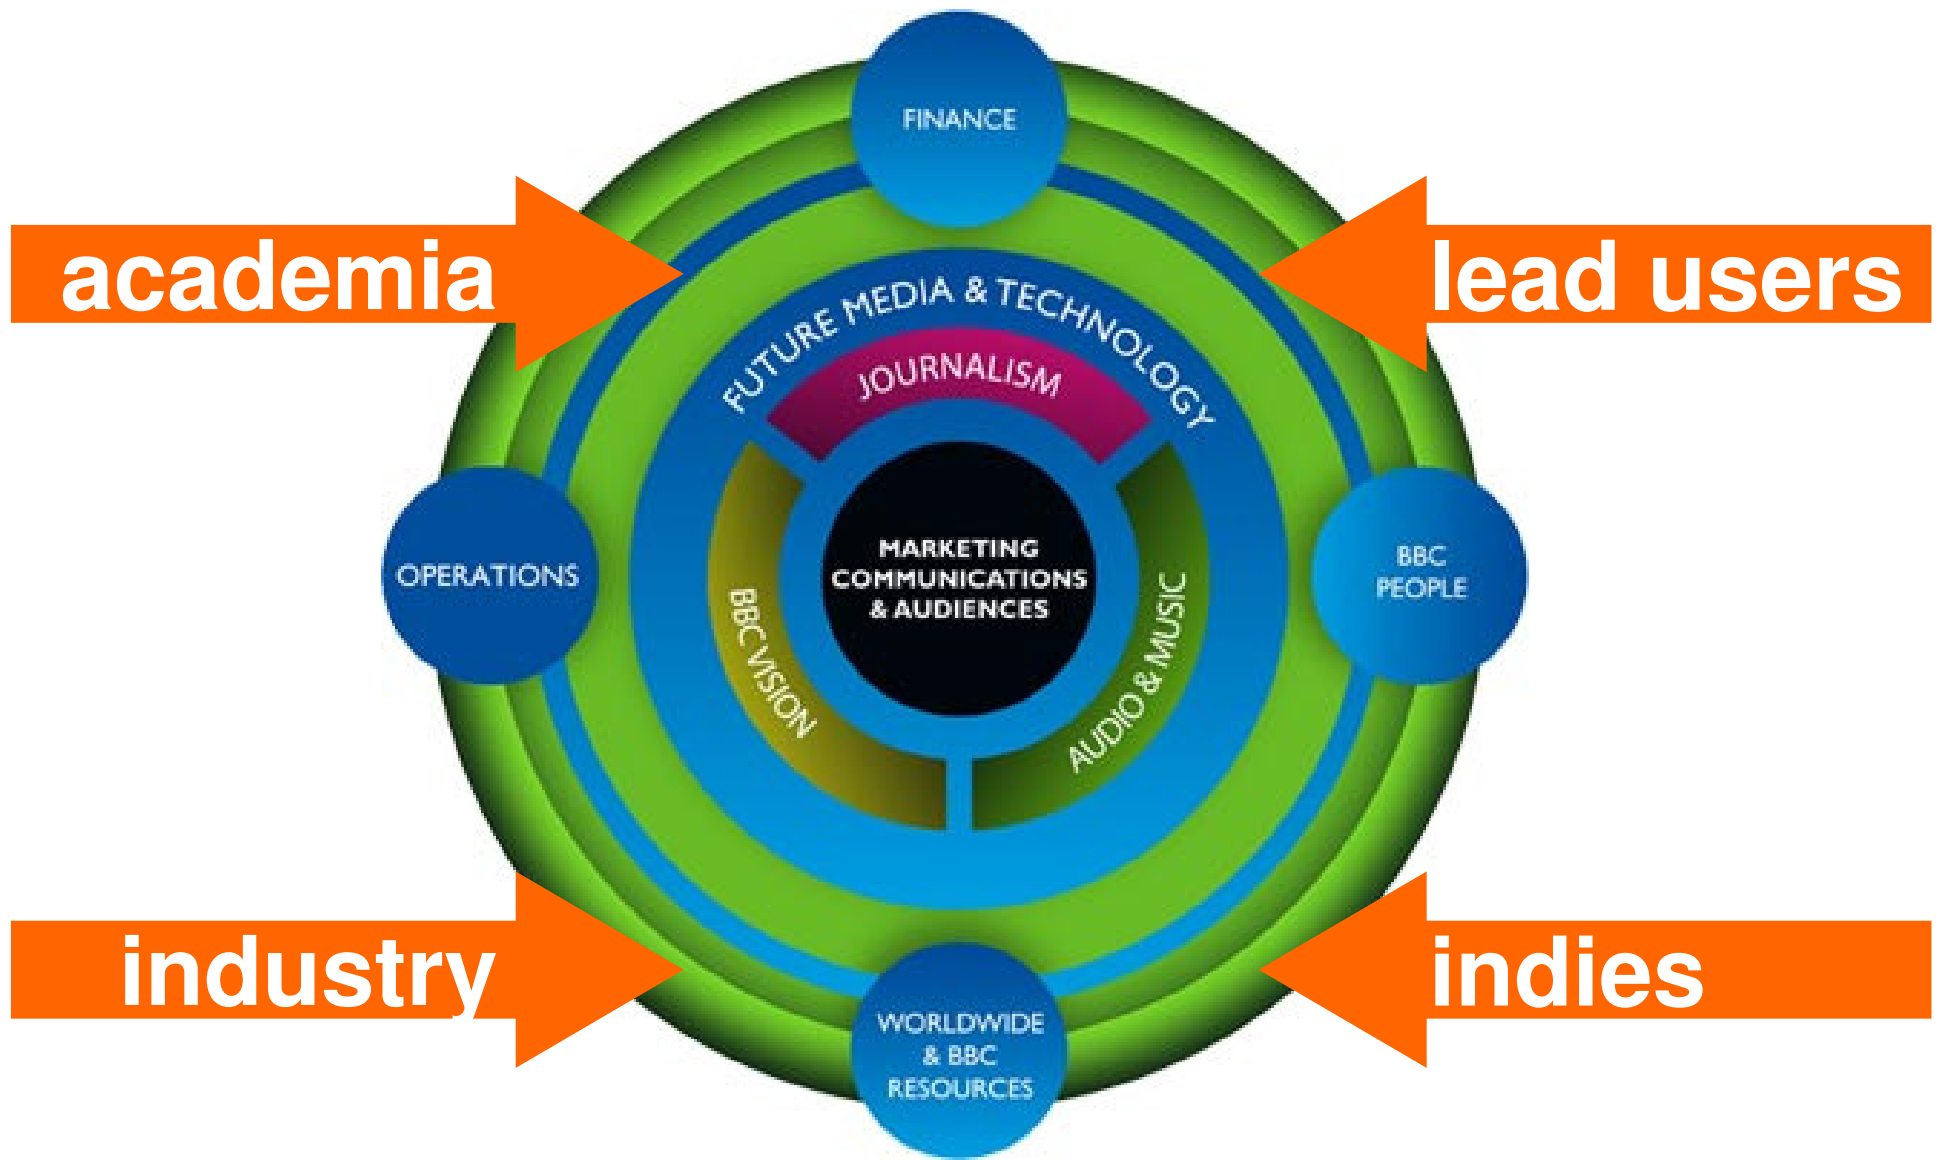 FINANCE
academia
lead users
FUTURE MEDIA & TECHNOLOGY
JOURNALISM
OPERATIONS
MARKETING
COMMUNICATIONS
& AUDIENCES
BBC
PEOPLE
BBC VISION
AUDIO & MUSIC
industry
indies
WORLDWIDE
& BBC
RESOURCES